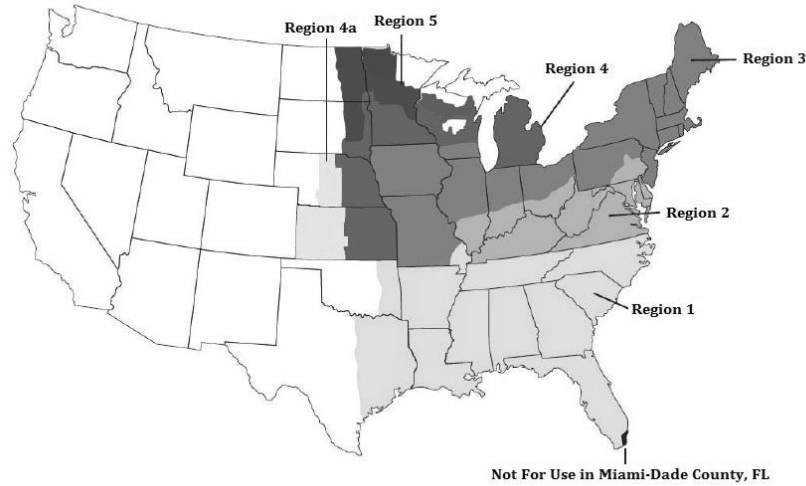 Region 4a
Region 5
Region 3
Region 4
Region 2
Region 1
Not For Use in Miami-Dade County, FL